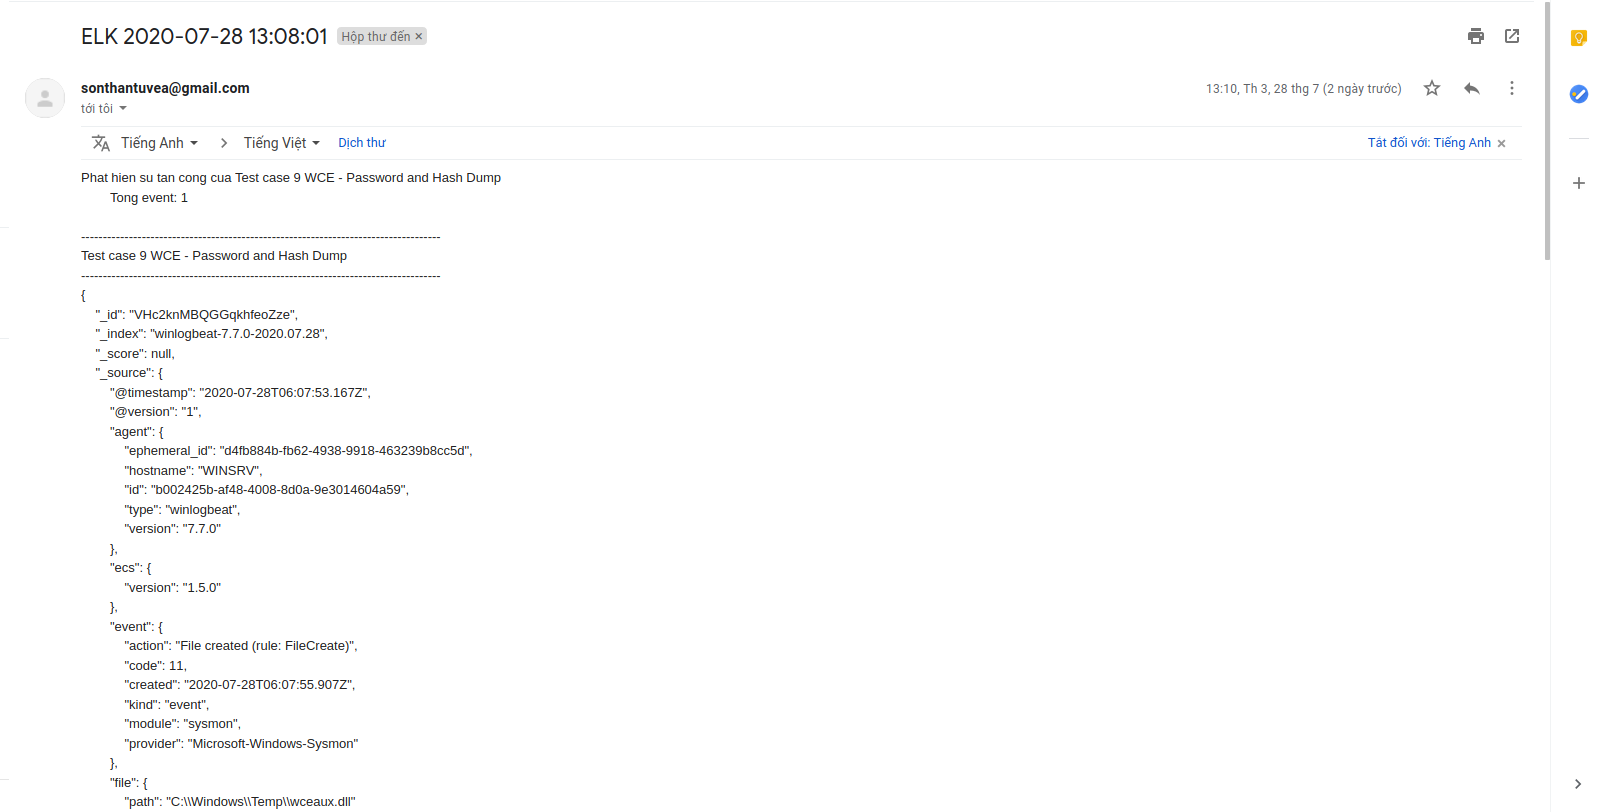 ELK 2020-07-28 13:08:01 Hộp thư đến ×
sonthantuvea@gmail.com 13:10, Th 3, 28 thg 7 (2 ngày trước)
tới tôi
Tiếng Anh > Tiếng Việt Dịch thư Tắt đối với: Tiếng Anh ×
Phat hien su tan cong cua Test case 9 WCE - Password and Hash Dump
Tong event: 1
-----------------------------------------------------------------------------------
Test case 9 WCE - Password and Hash Dump
-----------------------------------------------------------------------------------
{
"_id": "VHc2knMBQGGqkhfeoZze",
"_index": "winlogbeat-7.7.0-2020.07.28",
"_score": null,
"_source": {
"@timestamp": "2020-07-28T06:07:53.167Z",
"@version": "1",
"agent": {
"ephemeral_id": "d4fb884b-fb62-4938-9918-463239b8cc5d",
"hostname": "WINSRV",
"id": "b002425b-af48-4008-8d0a-9e3014604a59",
"type": "winlogbeat",
"version": "7.7.0"
},
"ecs": {
"version": "1.5.0"
},
"event": {
"action": "File created (rule: FileCreate)",
"code": 11,
"created": "2020-07-28T06:07:55.907Z",
"kind": "event",
"module": "sysmon",
"provider": "Microsoft-Windows-Sysmon"
},
"file": {
"path": "C:\\Windows\\Temp\\wceaux.dll"